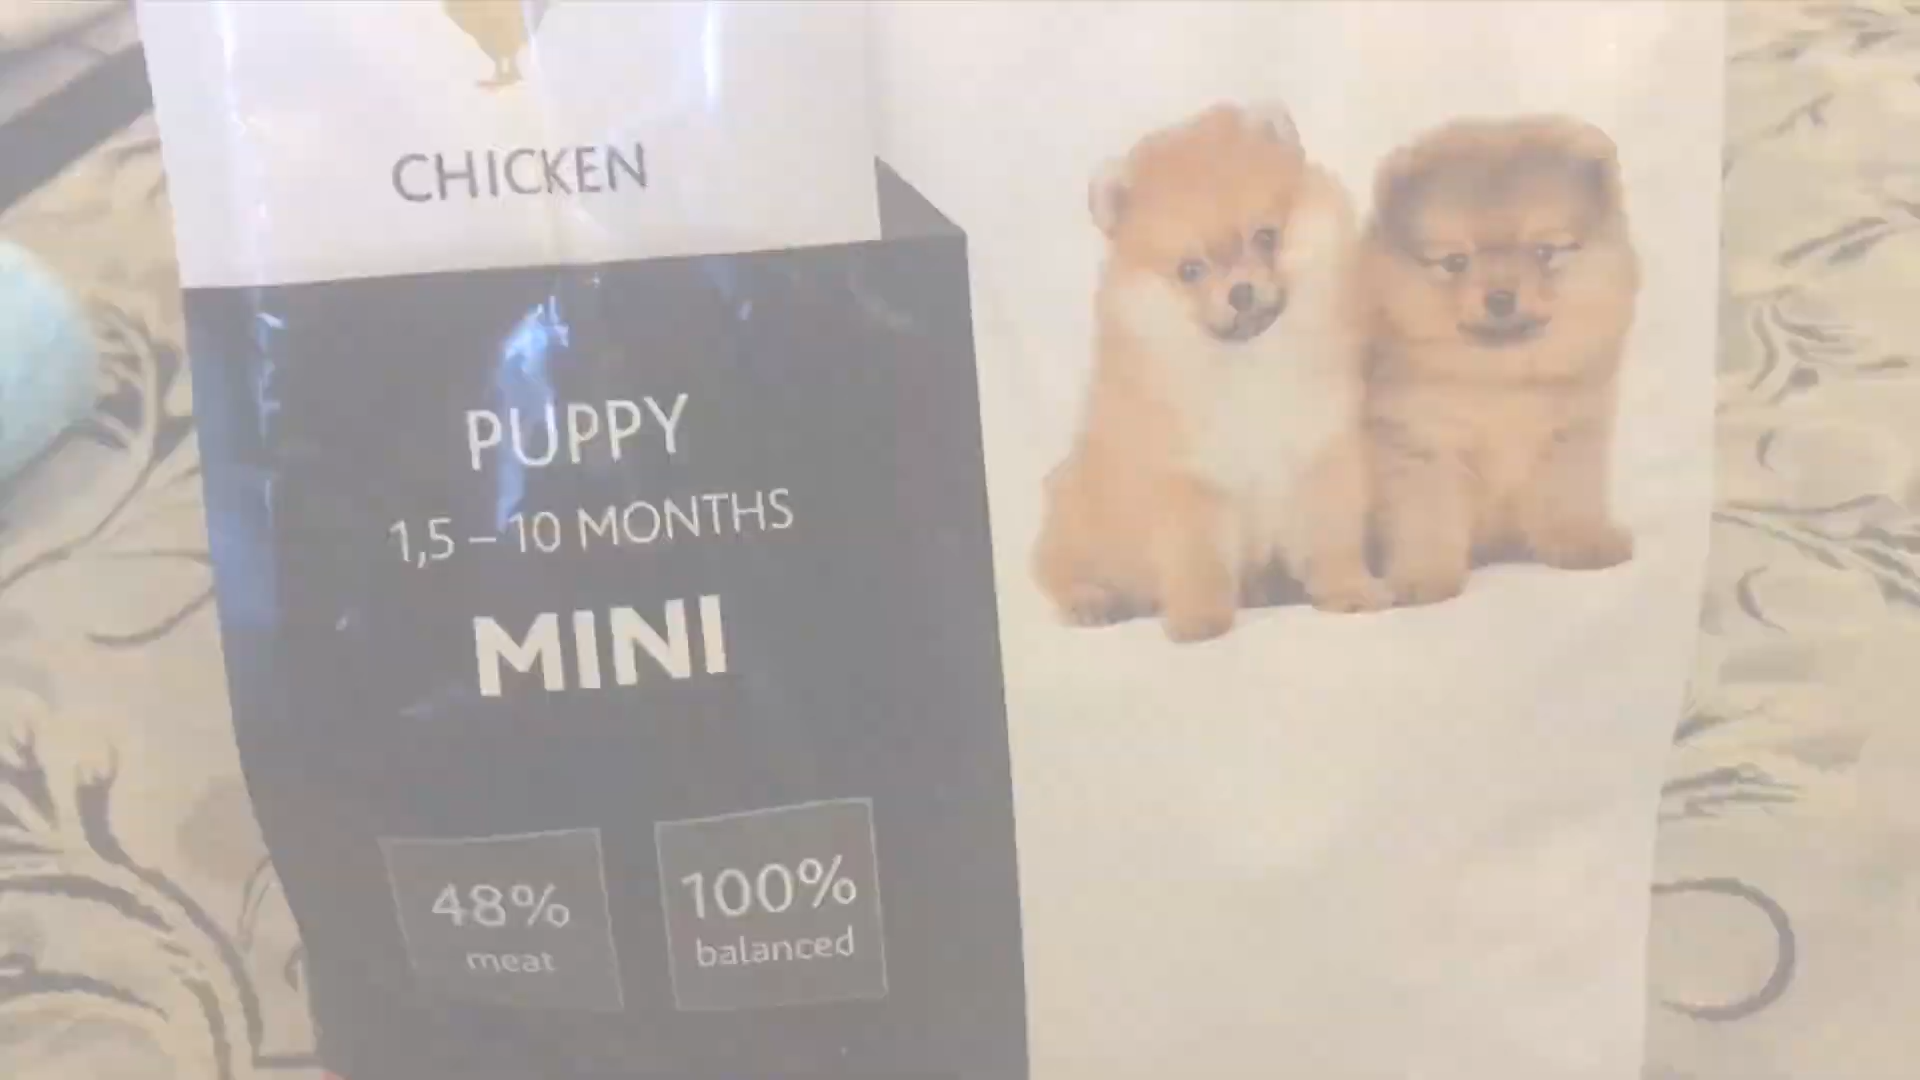 CHICKEN
PUPPY
1,5 – 10 MONTHS
MINI
48%
meat
100%
balanced